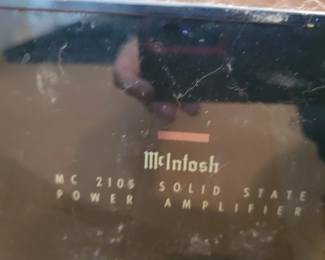 McIntosh
MC 2105 SOLID STATE
POWER AMPLIFIER